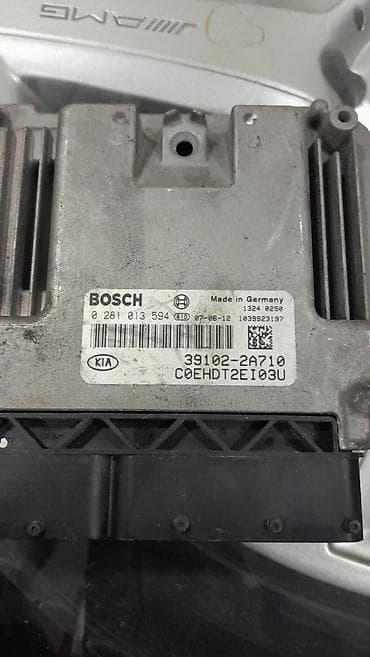 AMG
BOSCH
Made in Germany
1324 0250
0 281 013 594 07-06-12 1039S23197
KIA
39102-2A710
C0EHDT2EI03U